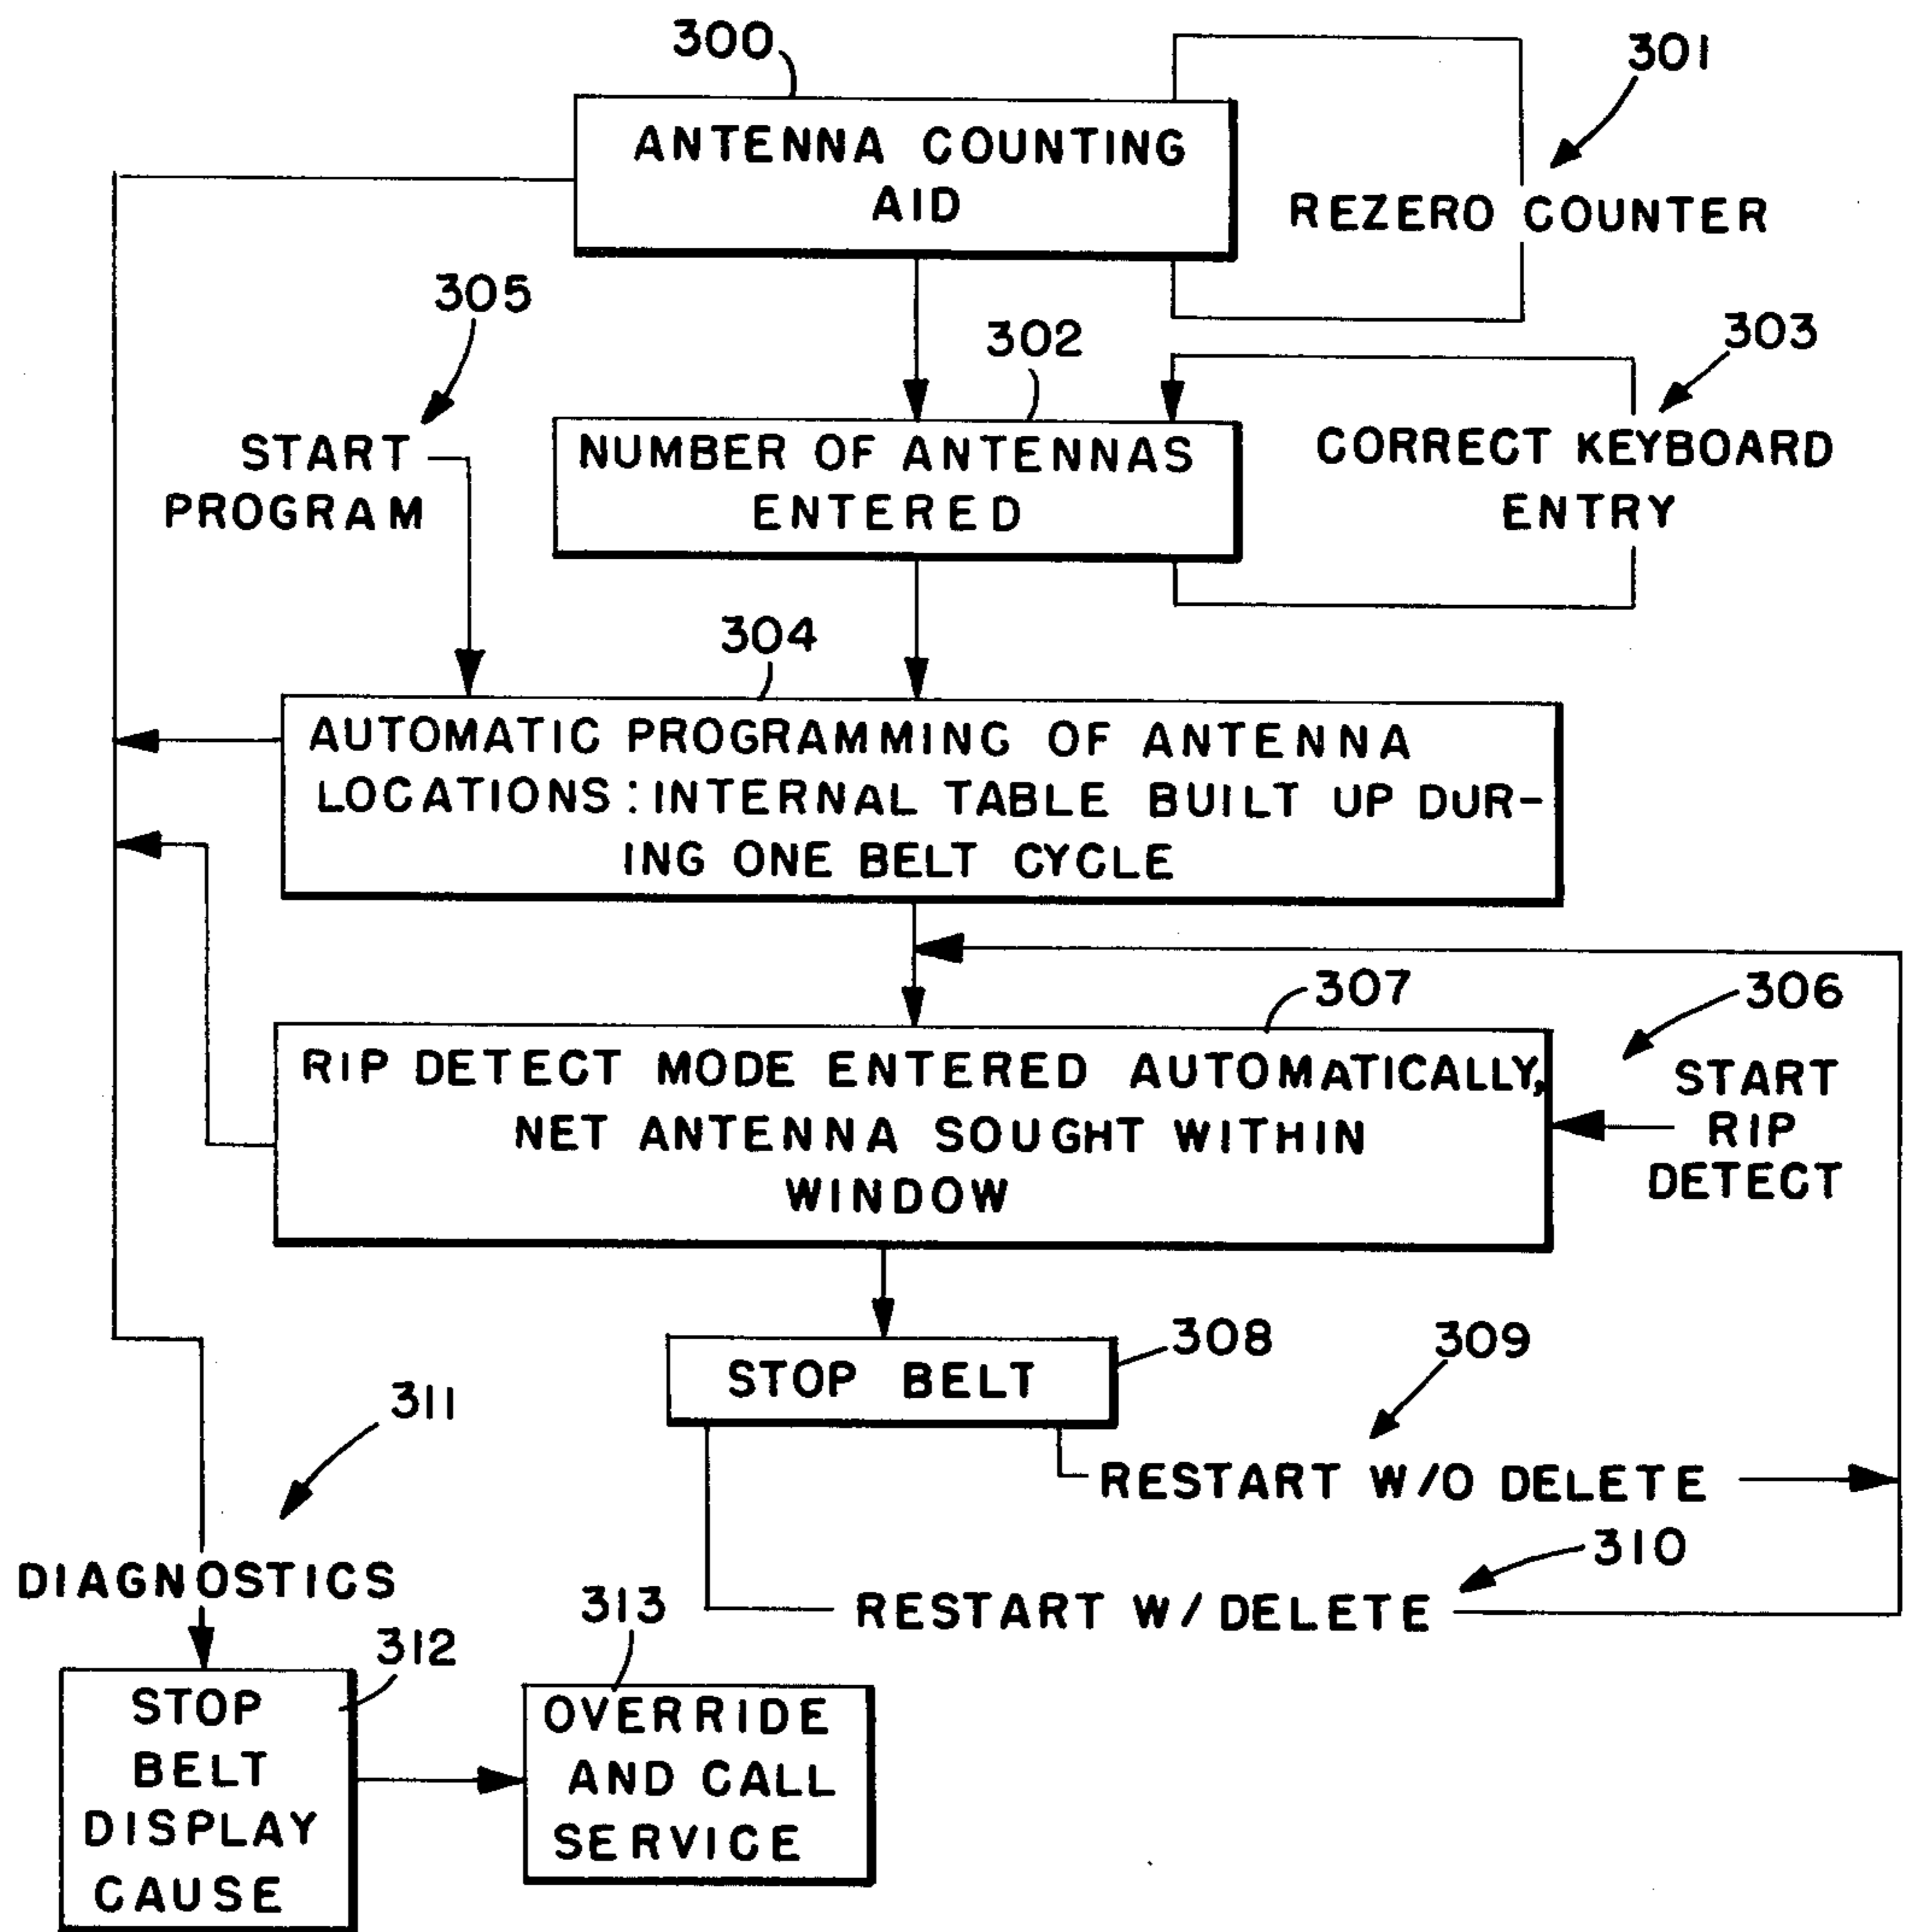 300
301
ANTENNA COUNTING
AID
REZERO COUNTER
305
302
303
START
PROGRAM
NUMBER OF ANTENNAS
ENTERED
CORRECT KEYBOARD
ENTRY
304
AUTOMATIC PROGRAMMING OF ANTENNA
LOCATIONS: INTERNAL TABLE BUILT UP DUR-
ING ONE BELT CYCLE
307
306
RIP DETECT MODE ENTERED AUTOMATICALLY,
NET ANTENNA SOUGHT WITHIN
WINDOW
START
RIP
DETECT
308
309
STOP BELT
311
RESTART W/O DELETE
310
DIAGNOSTICS
313
RESTART W/ DELETE
312
STOP
BELT
DISPLAY
CAUSE
OVERRIDE
AND CALL
SERVICE